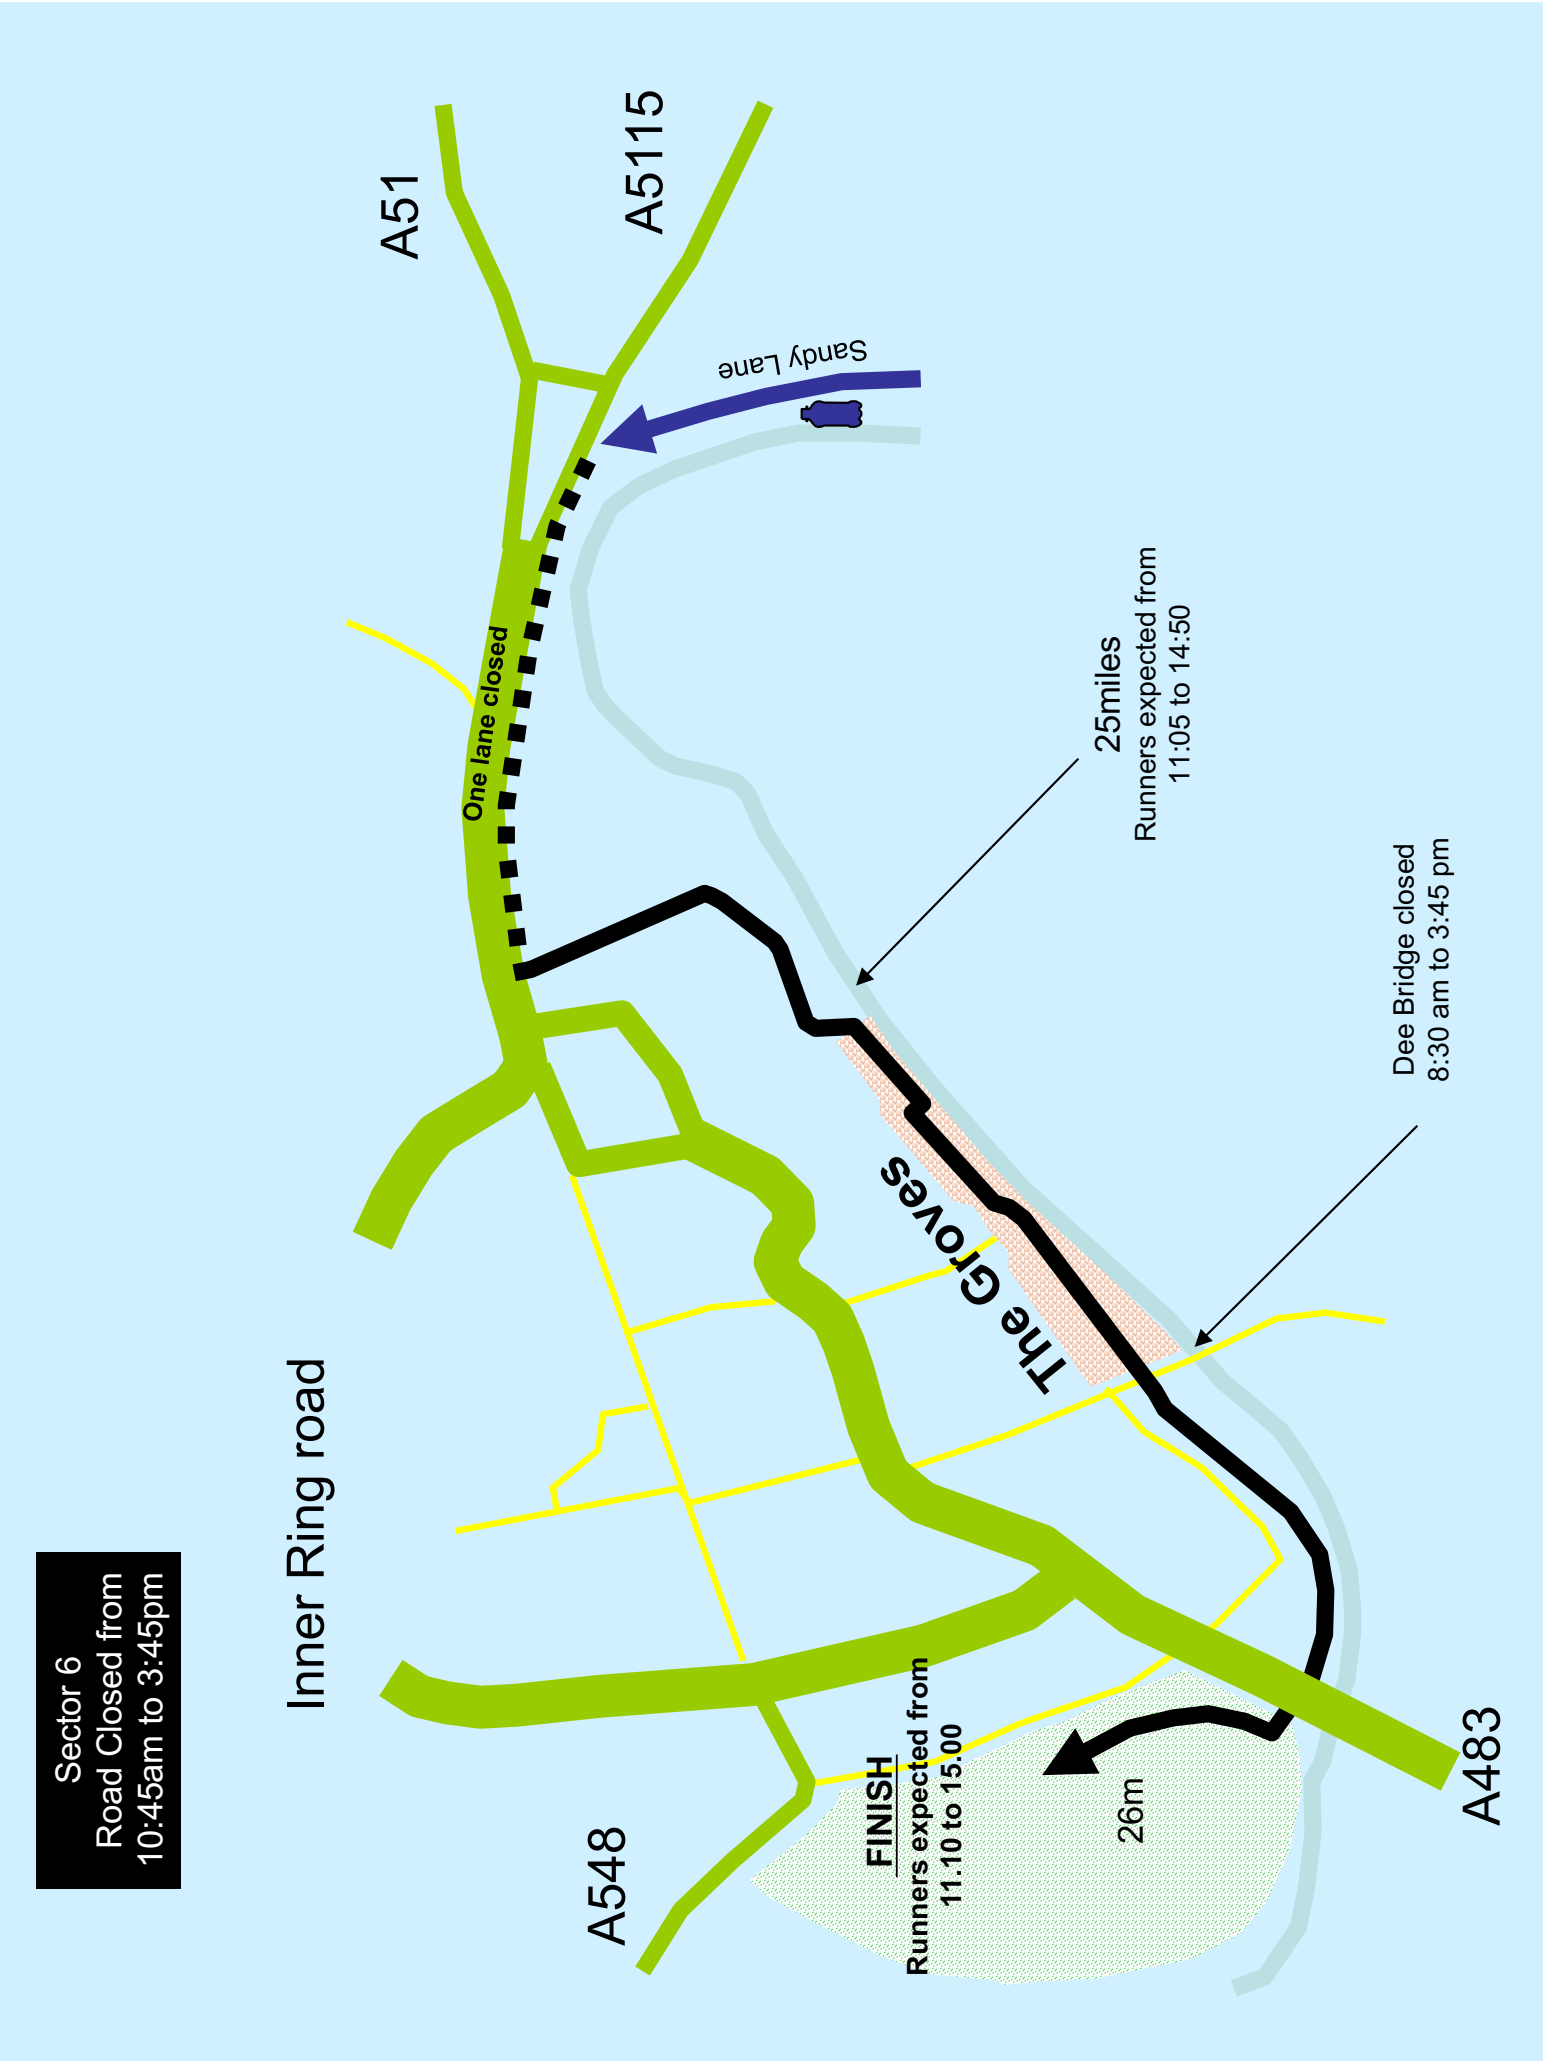 Sector 6
Road Closed from
10:45am to 3:45pm
Inner Ring road
A51
A5115
Sandy Lane
One lane closed
25miles
Runners expected from
11:05 to 14:50
The Groves
Dee Bridge closed
8:30 am to 3:45 pm
A548
FINISH
Runners expected from
11.10 to 15.00
26m
A483